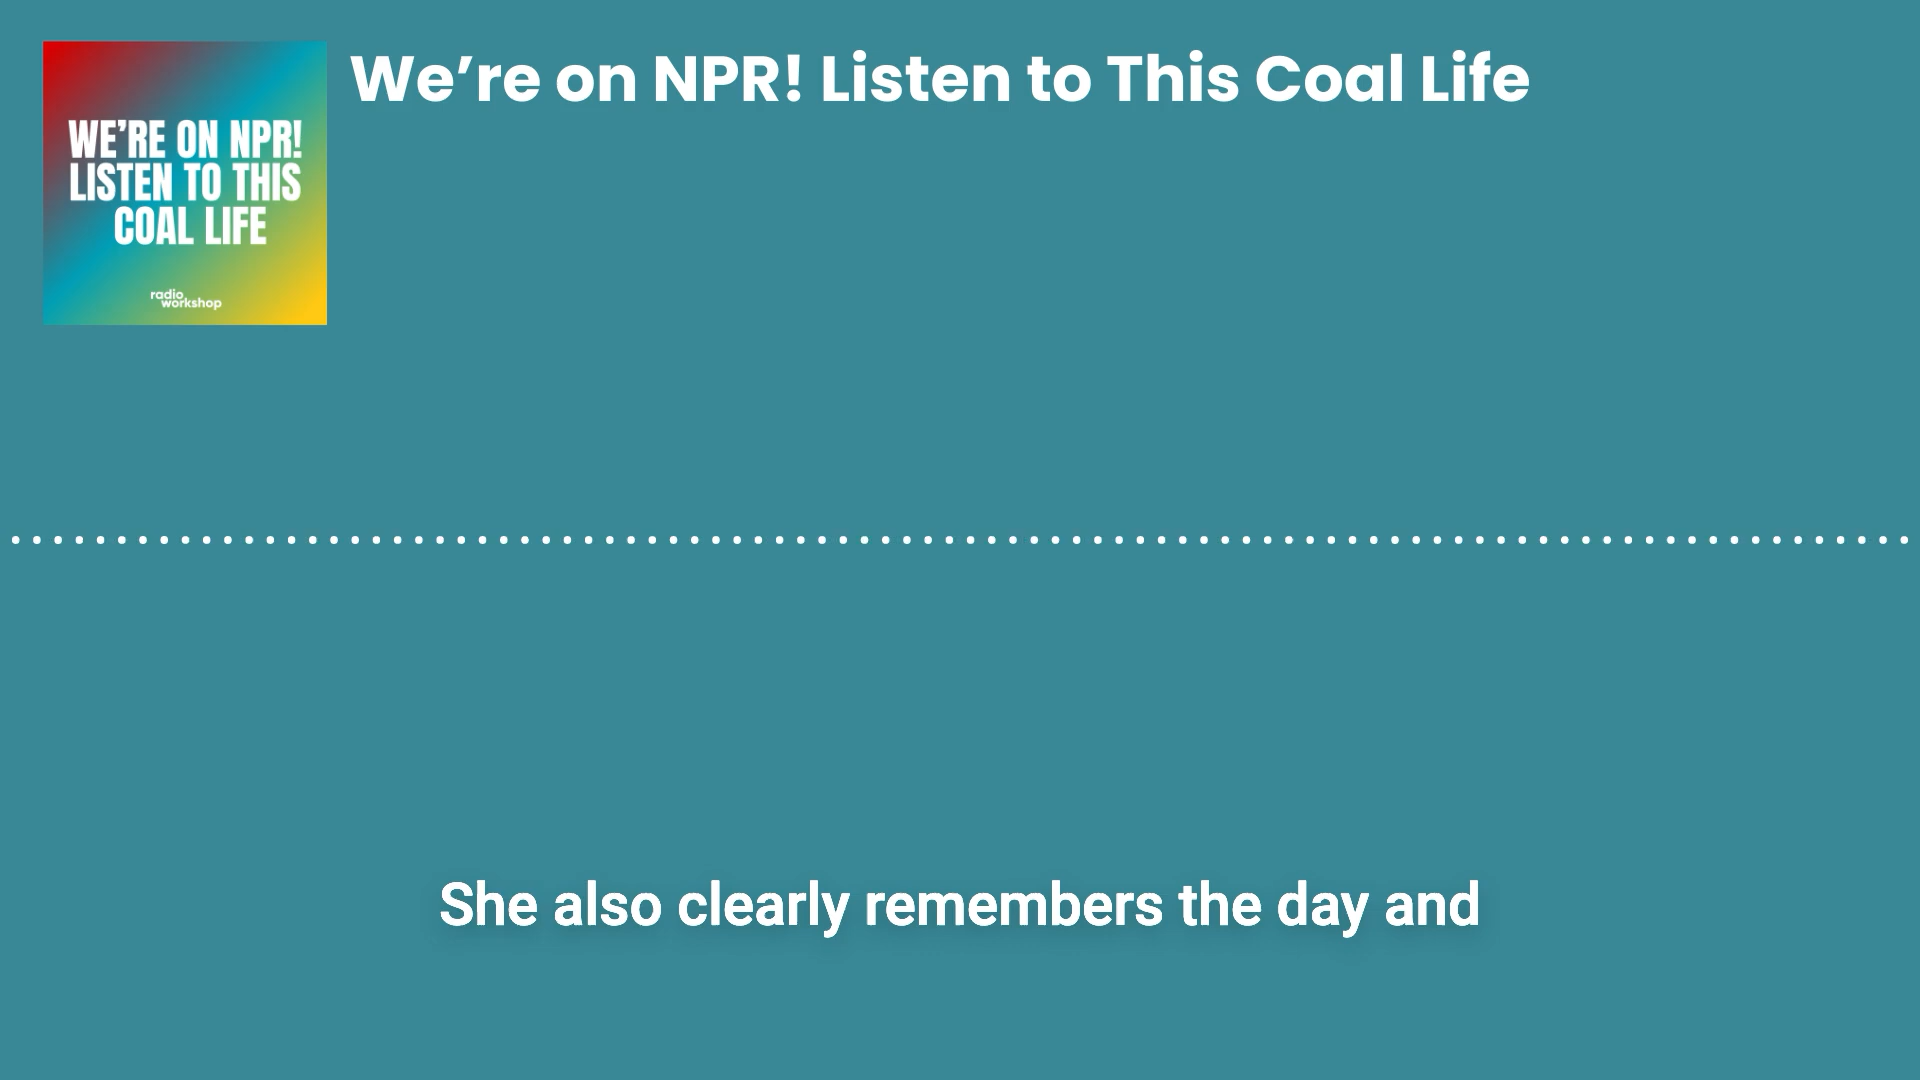 We’re on NPR! Listen to This Coal Life
WE’RE ON NPR!
LISTEN TO THIS
COAL LIFE
radio
workshop
She also clearly remembers the day and